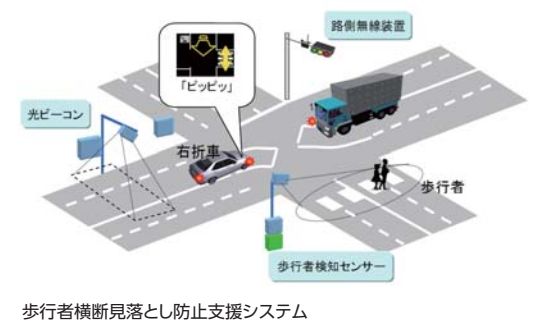 路側無線装置
「ピッピッ」
光ビーコン
右折車
歩行者
歩行者検知センサー
歩行者横断見落とし防止支援システム